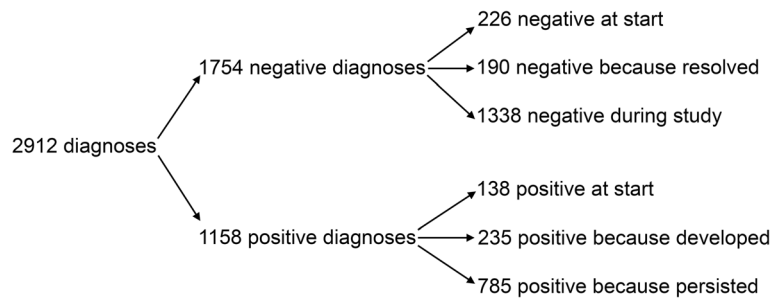 226 negative at start
1754 negative diagnoses
190 negative because resolved
1338 negative during study
2912 diagnoses
138 positive at start
1158 positive diagnoses
235 positive because developed
785 positive because persisted